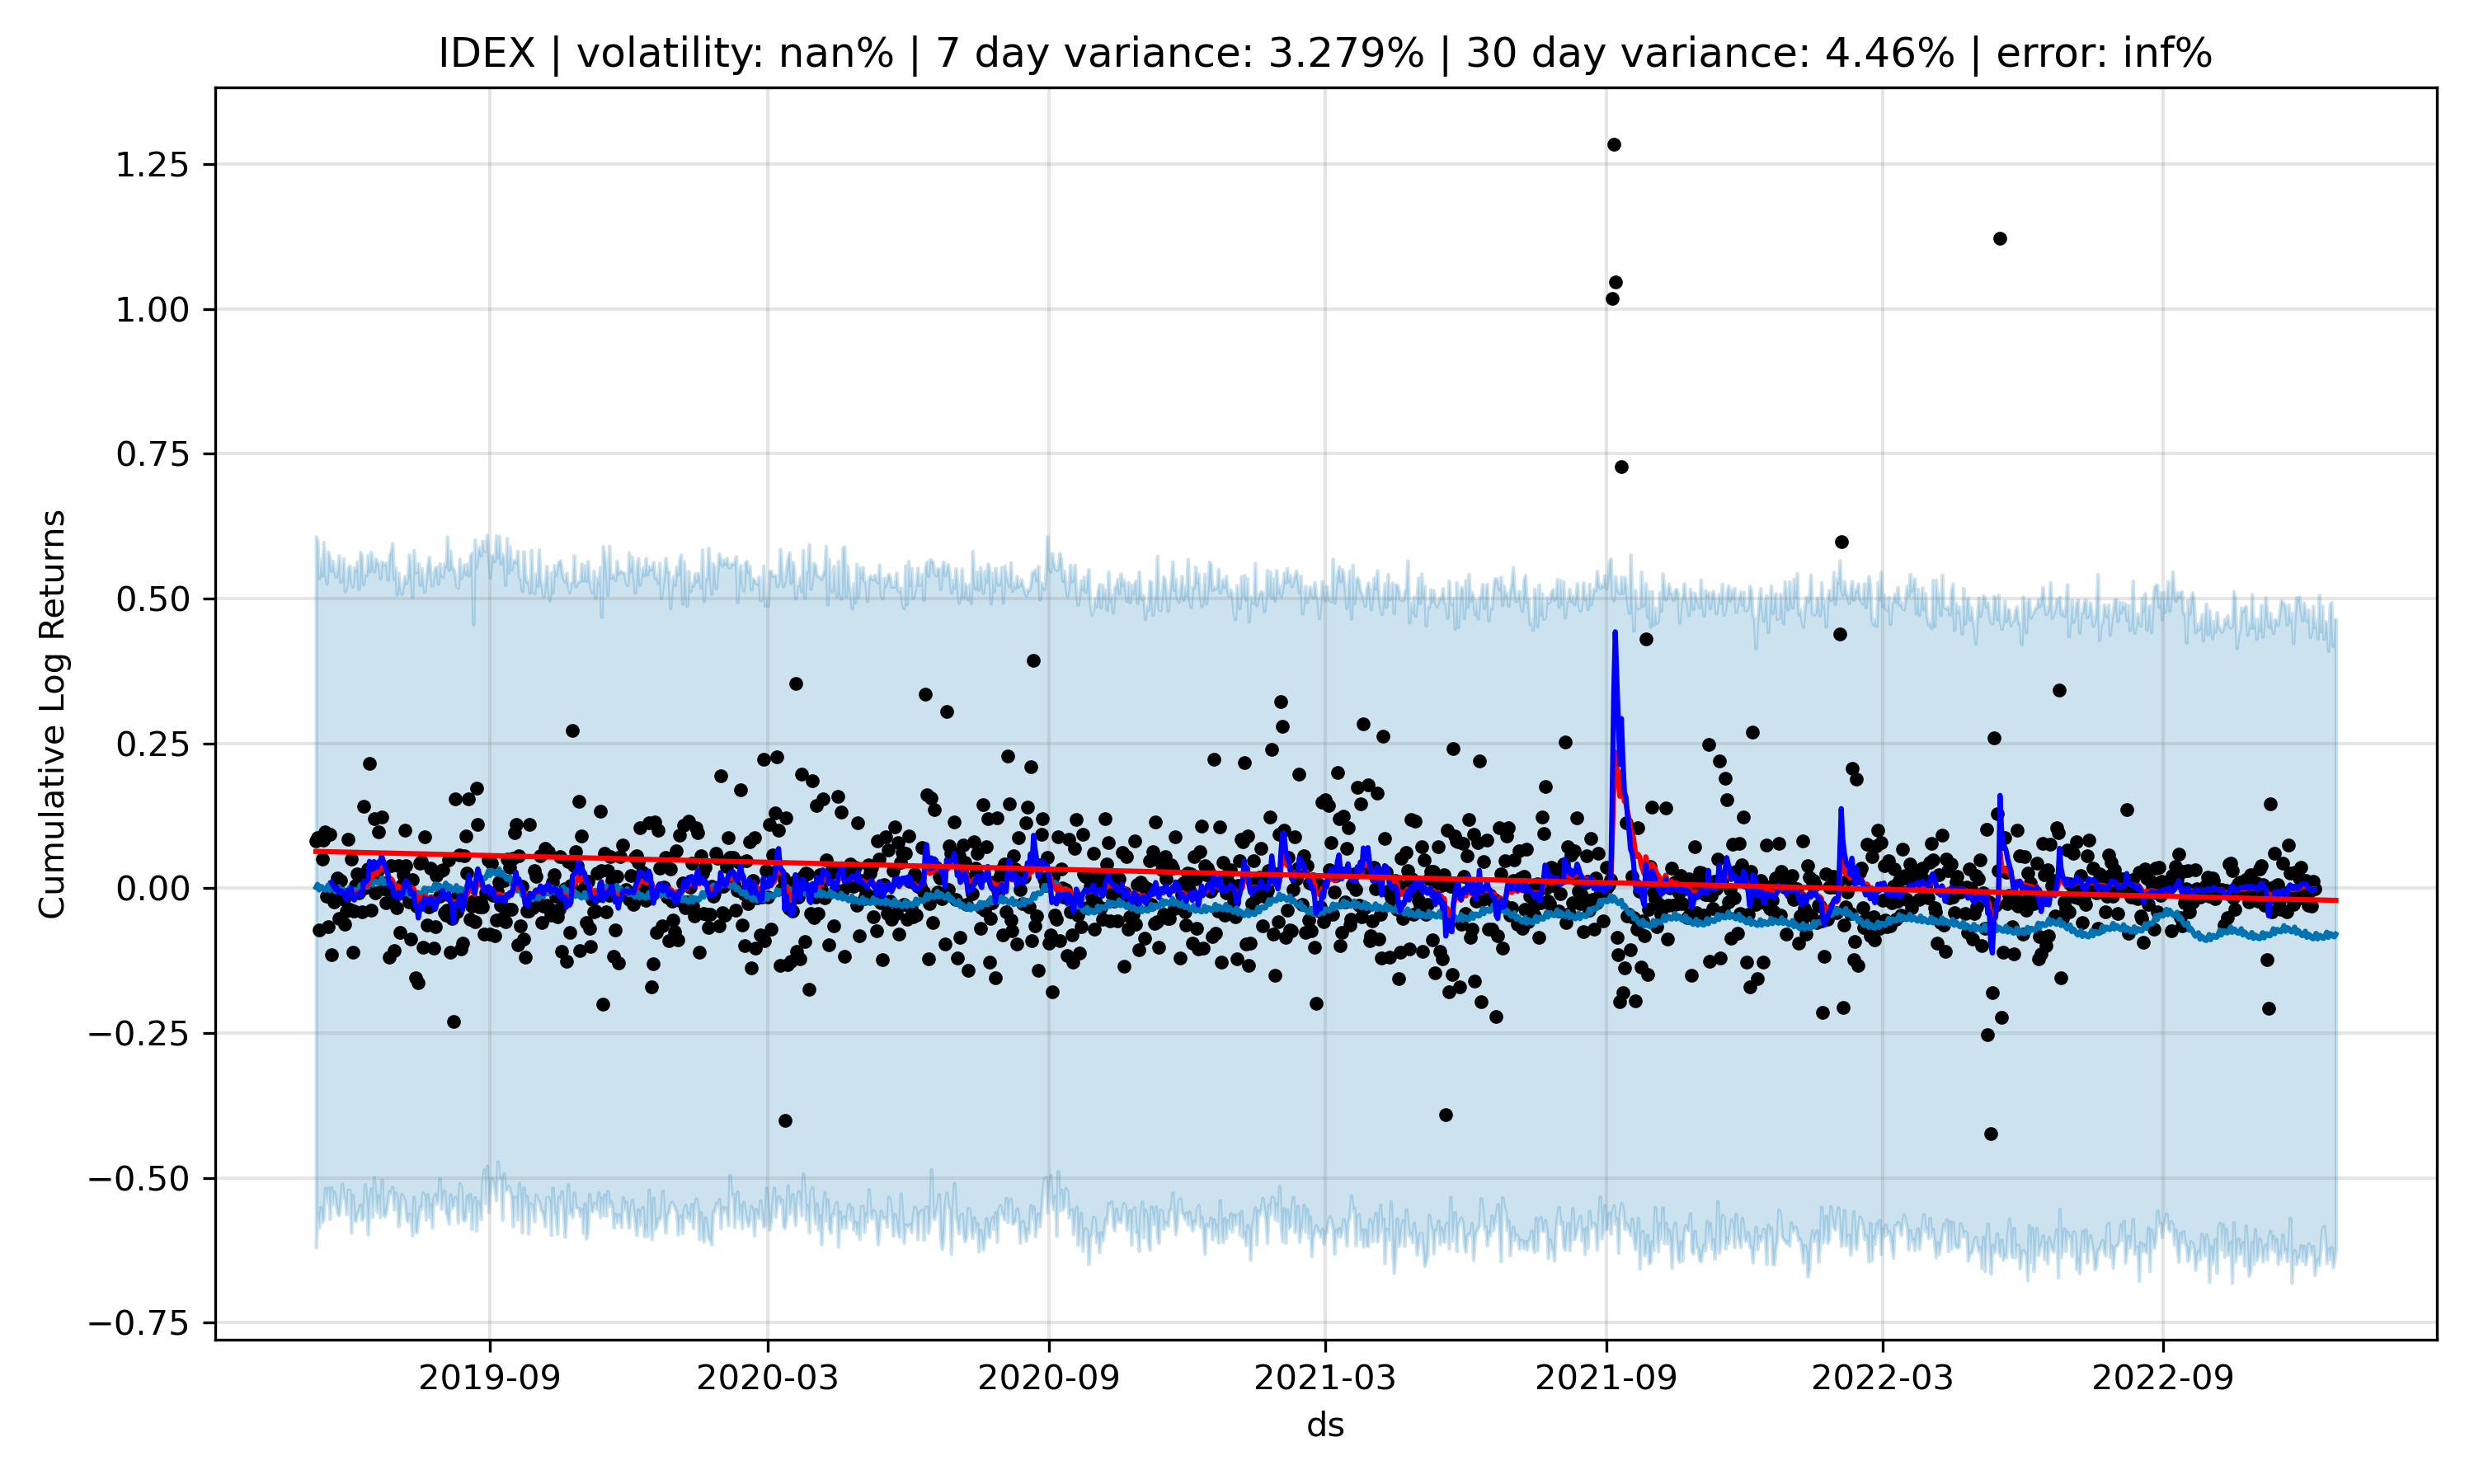 IDEX | volatility: nan% | 7 day variance: 3.279% | 30 day variance: 4.46% | error: inf%
1.25
1.00
0.75
0.50
0.25
0.00
−0.25
−0.50
−0.75
Cumulative Log Returns
2019-09 2020-03 2020-09 2021-03 2021-09 2022-03 2022-09
ds